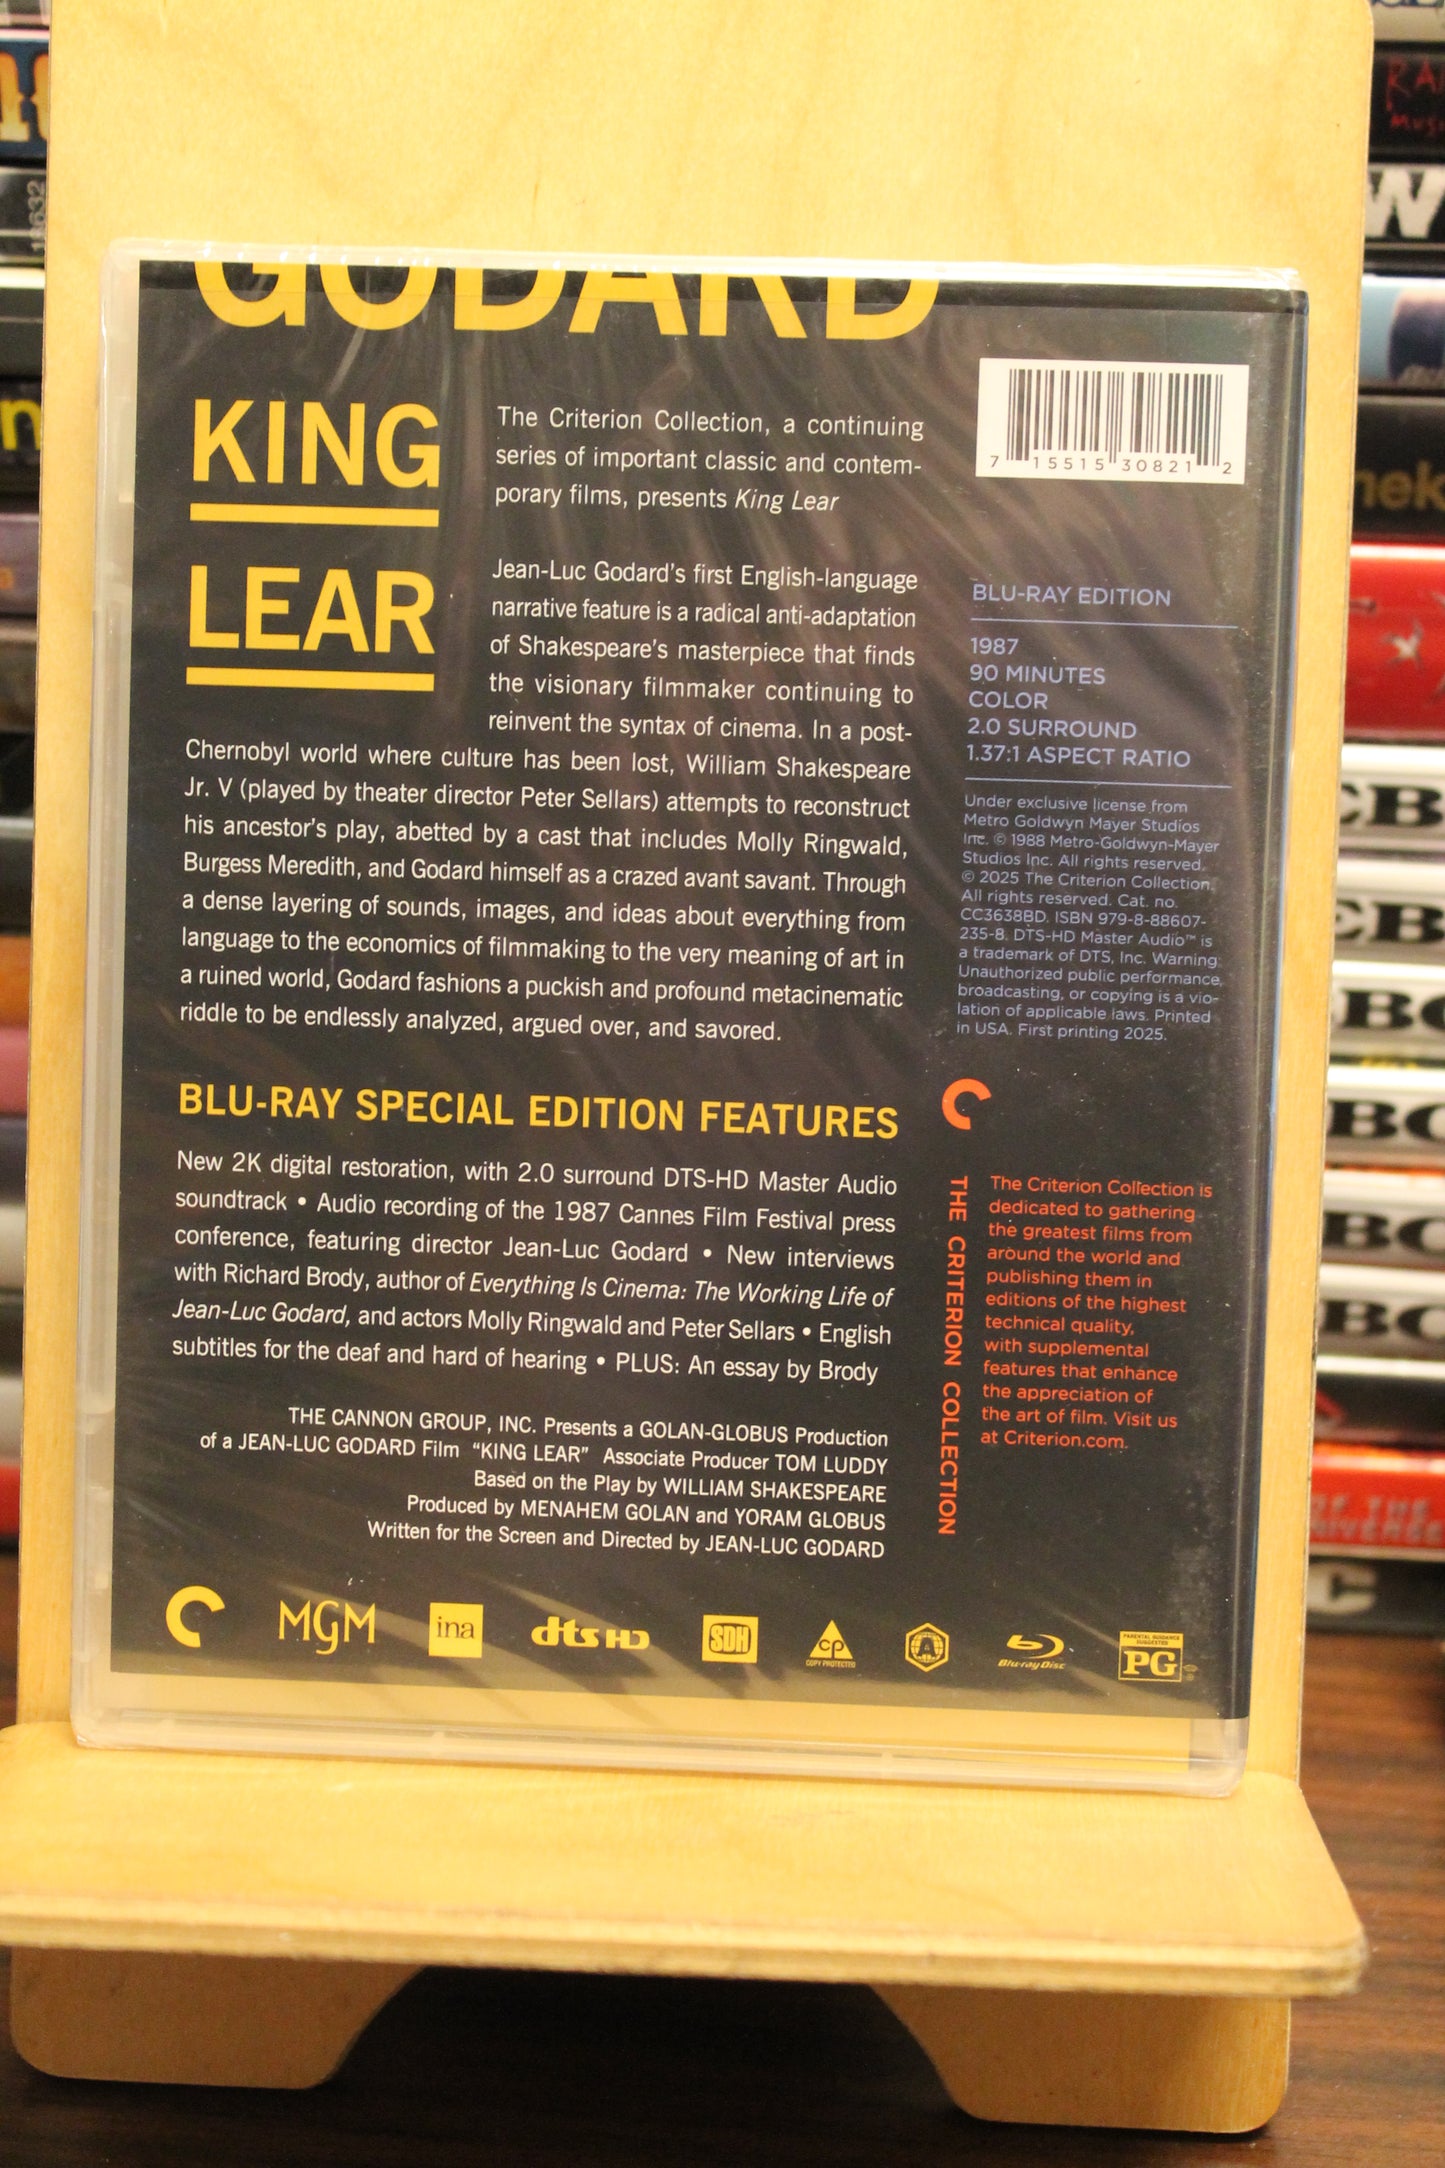 GODARD
KING
LEAR
The Criterion Collection, a continuing
series of important classic and contem-
porary films, presents King Lear
Jean-Luc Godard's first English-language
narrative feature is a radical anti-adaptation
of Shakespeare's masterpiece that finds
the visionary filmmaker continuing to
reinvent the syntax of cinema. In a post-
Chernobyl world where culture has been lost, William Shakespeare
Jr. V (played by theater director Peter Sellars) attempts to reconstruct
his ancestor's play, abetted by a cast that includes Molly Ringwald,
Burgess Meredith, and Godard himself as a crazed avant savant. Through
a dense layering of sounds, images, and ideas about everything from
language to the economics of filmmaking to the very meaning of art in
a ruined world, Godard fashions a puckish and profound metacinematic
riddle to be endlessly analyzed, argued over, and savored.
BLU-RAY SPECIAL EDITION FEATURES
New 2K digital restoration, with 2.0 surround DTS-HD Master Audio
soundtrack • Audio recording of the 1987 Cannes Film Festival press
conference, featuring director Jean-Luc Godard • New interviews
with Richard Brody, author of Everything Is Cinema: The Working Life of
Jean-Luc Godard, and actors Molly Ringwald and Peter Sellars • English
subtitles for the deaf and hard of hearing • PLUS: An essay by Brody
THE CANNON GROUP, INC. Presents a GOLAN-GLOBUS Production
of a JEAN-LUC GODARD Film "KING LEAR" Associate Producer TOM LUDDY
Based on the Play by WILLIAM SHAKESPEARE
Produced by MENAHEM GOLAN and YORAM GLOBUS
Written for the Screen and Directed by JEAN-LUC GODARD
7 15515 30821 2
BLU-RAY EDITION
1987
90 MINUTES
COLOR
2.0 SURROUND
1.37:1 ASPECT RATIO
Under exclusive license from
Metro Goldwyn Mayer Studios
Inc. © 1988 Metro-Goldwyn-Mayer
Studios Inc. All rights reserved.
© 2025 The Criterion Collection.
All rights reserved. Cat. no.
CC3638BD. ISBN 979-8-88607-
235-8. DTS-HD Master Audio™ is
a trademark of DTS, Inc. Warning:
Unauthorized public performance,
broadcasting, or copying is a vio-
lation of applicable laws. Printed
in USA. First printing 2025.
THE CRITERION COLLECTION
The Criterion Collection is
dedicated to gathering
the greatest films from
around the world and
publishing them in
editions of the highest
technical quality,
with supplemental
features that enhance
the appreciation of
the art of film. Visit us
at Criterion.com.
MGM
ina
dts HD
SDH
cp
COPY PROTECTED
A
Blu-ray Disc
PARENTAL GUIDANCE
SUGGESTED
PG